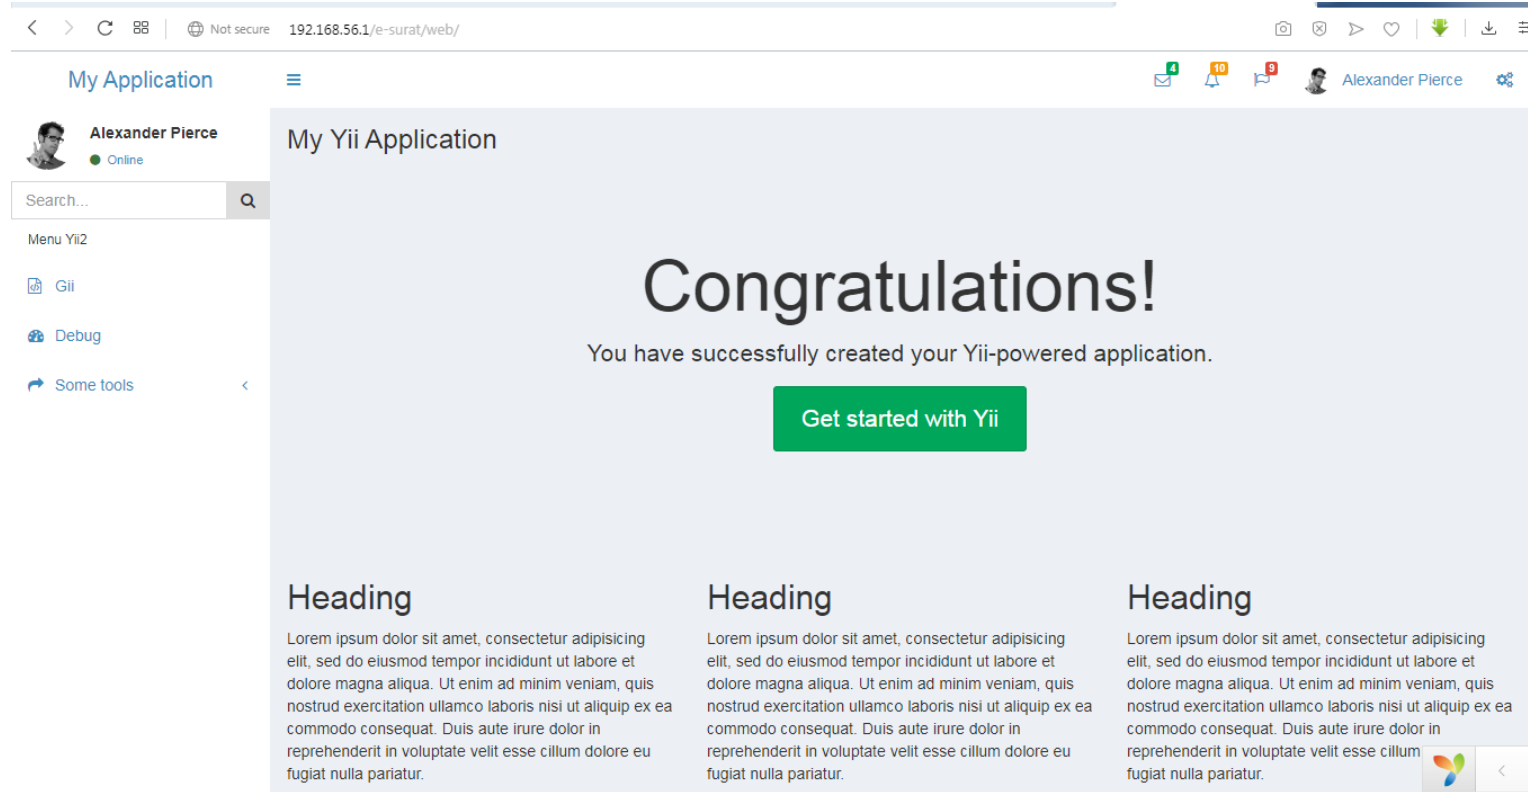 Not secure 192.168.56.1/e-surat/web/
My Application
4
10
9
Alexander Pierce
Alexander Pierce
Online
Search...
Menu Yii2
Gii
Debug
Some tools
My Yii Application
Congratulations!
You have successfully created your Yii-powered application.
Get started with Yii
Heading
Lorem ipsum dolor sit amet, consectetur adipisicing
elit, sed do eiusmod tempor incididunt ut labore et
dolore magna aliqua. Ut enim ad minim veniam, quis
nostrud exercitation ullamco laboris nisi ut aliquip ex ea
commodo consequat. Duis aute irure dolor in
reprehenderit in voluptate velit esse cillum dolore eu
fugiat nulla pariatur.
Heading
Lorem ipsum dolor sit amet, consectetur adipisicing
elit, sed do eiusmod tempor incididunt ut labore et
dolore magna aliqua. Ut enim ad minim veniam, quis
nostrud exercitation ullamco laboris nisi ut aliquip ex ea
commodo consequat. Duis aute irure dolor in
reprehenderit in voluptate velit esse cillum dolore eu
fugiat nulla pariatur.
Heading
Lorem ipsum dolor sit amet, consectetur adipisicing
elit, sed do eiusmod tempor incididunt ut labore et
dolore magna aliqua. Ut enim ad minim veniam, quis
nostrud exercitation ullamco laboris nisi ut aliquip ex ea
commodo consequat. Duis aute irure dolor in
reprehenderit in voluptate velit esse cillum
fugiat nulla pariatur.